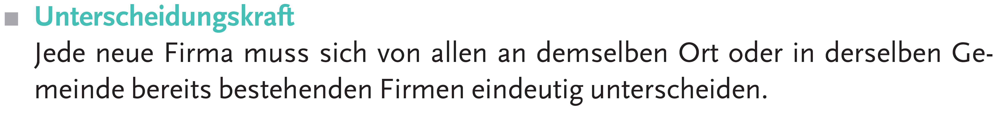 Unterscheidungskraft
Jede neue Firma muss sich von allen an demselben Ort oder in derselben Ge-
meinde bereits bestehenden Firmen eindeutig unterscheiden.